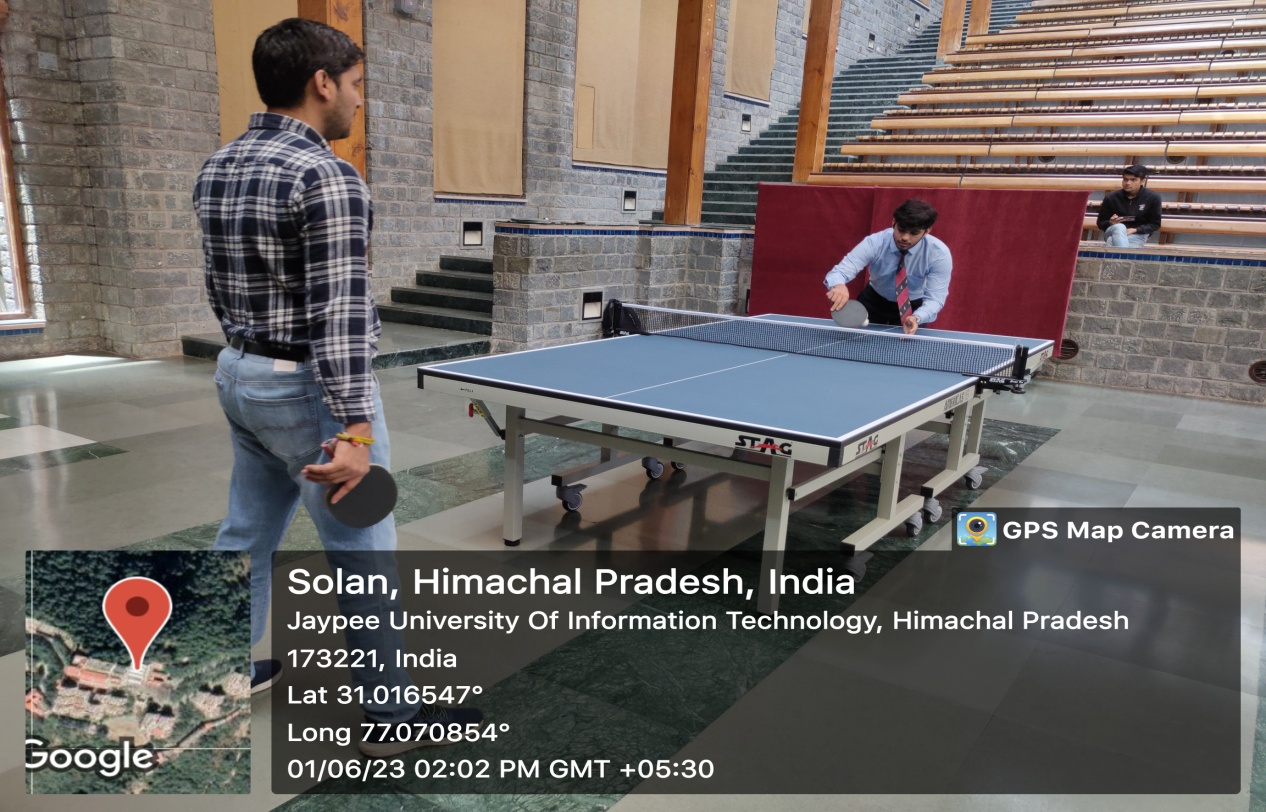 STAG
STAG
GPS Map Camera
Solan, Himachal Pradesh, India
Jaypee University Of Information Technology, Himachal Pradesh
173221, India
Lat 31.016547°
Long 77.070854°
01/06/23 02:02 PM GMT +05:30
Google